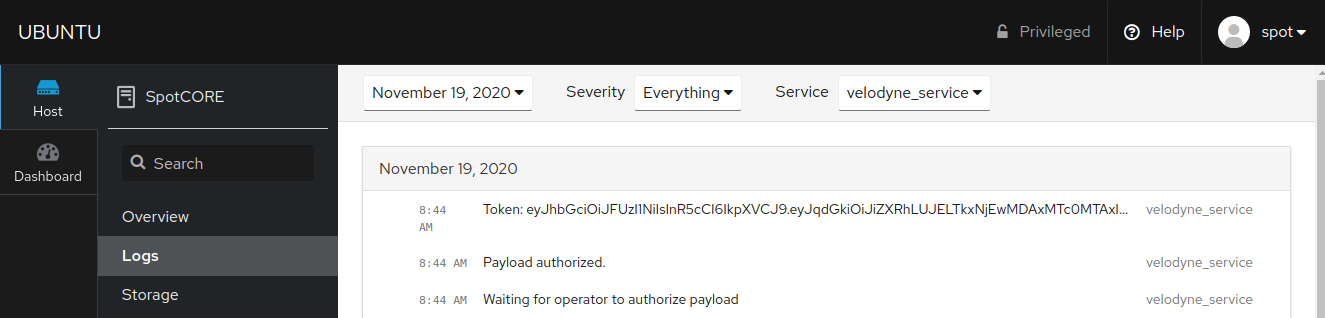 UBUNTU
Privileged
Help
spot
Host
Dashboard
SpotCORE
Search
Overview
Logs
Storage
November 19, 2020
Severity
Everything
Service
velodyne_service
November 19, 2020
8:44 AM
Token: eyJhbGciOiJFUzI1NiIsInR5cCI6IkpXVCJ9.eyJqdGkiOiJiZXRhLUJELTkxNjEwMDAxMTc0MTAxI...
velodyne_service
8:44 AM
Payload authorized.
velodyne_service
8:44 AM
Waiting for operator to authorize payload
velodyne_service